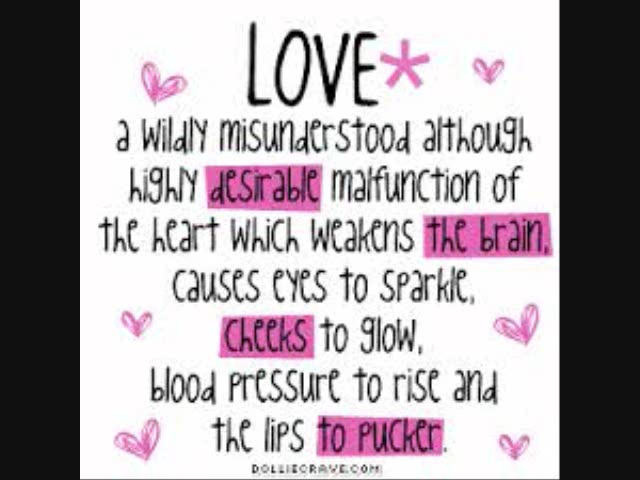 LOVE*
a wildly misunderstood although
highly desirable malfunction of
the heart which weakens the brain,
causes eyes to sparkle,
cheeks to glow,
blood pressure to rise and
the lips to pucker.
DOLLIECRAVE.COM